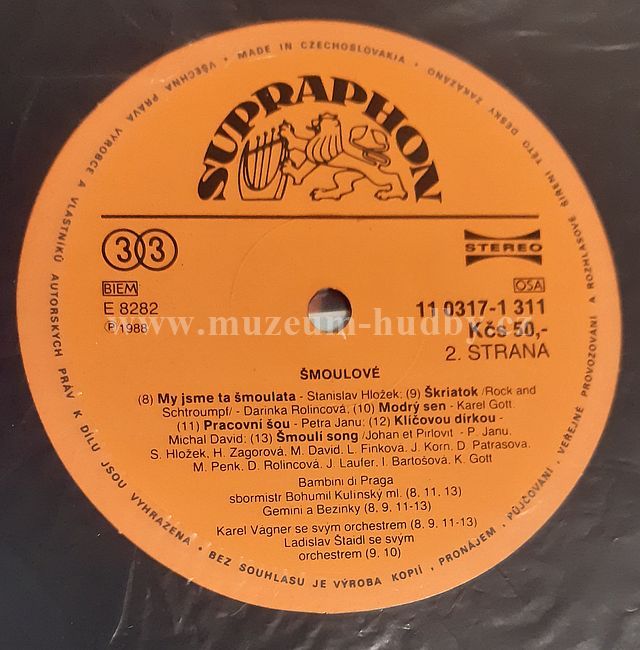 • MADE IN CZECHOSLOVAKIA •
VŠECHNA PRÁVA VÝROBCE A VLASTNÍKŮ AUTORSKÝCH PRÁV K DÍLU JSOU VYHRAZENA • BEZ SOUHLASU JE VÝROBA KOPIÍ, PRONÁJEM, PŮJČOVÁNÍ, VEŘEJNÉ PROVOZOVÁNÍ A ROZHLASOVÉ ŠÍŘENÍ TÉTO DESKY ZAKÁZÁNO
SUPRAPHON
33
STEREO
BIEM
OSA
E 8282
11 0317-1 311
Ⓟ 1988
www.muzeum-hudby.cz
Kčs 50,-
2. STRANA
ŠMOULOVÉ
(8) My jsme ta šmoulata - Stanislav Hložek; (9) Škriatok /Rock and
Schtroumpf/ - Darinka Rolincová, (10) Modrý sen - Karel Gott.
(11) Pracovní šou - Petra Janu: (12) Klíčovou dírkou -
Michal David: (13) Šmoulí song /Johan et Pirlovit - P. Janu.
S. Hložek, H. Zagorová, M. David, L. Finkova, J. Korn, D. Patrasova.
M. Penk, D. Rolincová, J. Laufer, I. Bartošová, K. Gott
Bambini di Praga
sbormistr Bohumil Kulínský ml. (8, 11, 13)
Gemini a Bezinky (8, 9, 11-13)
Karel Vágner se svým orchestrem (8. 9. 11-13)
Ladislav Štaidl se svým
orchestrem (9. 10)